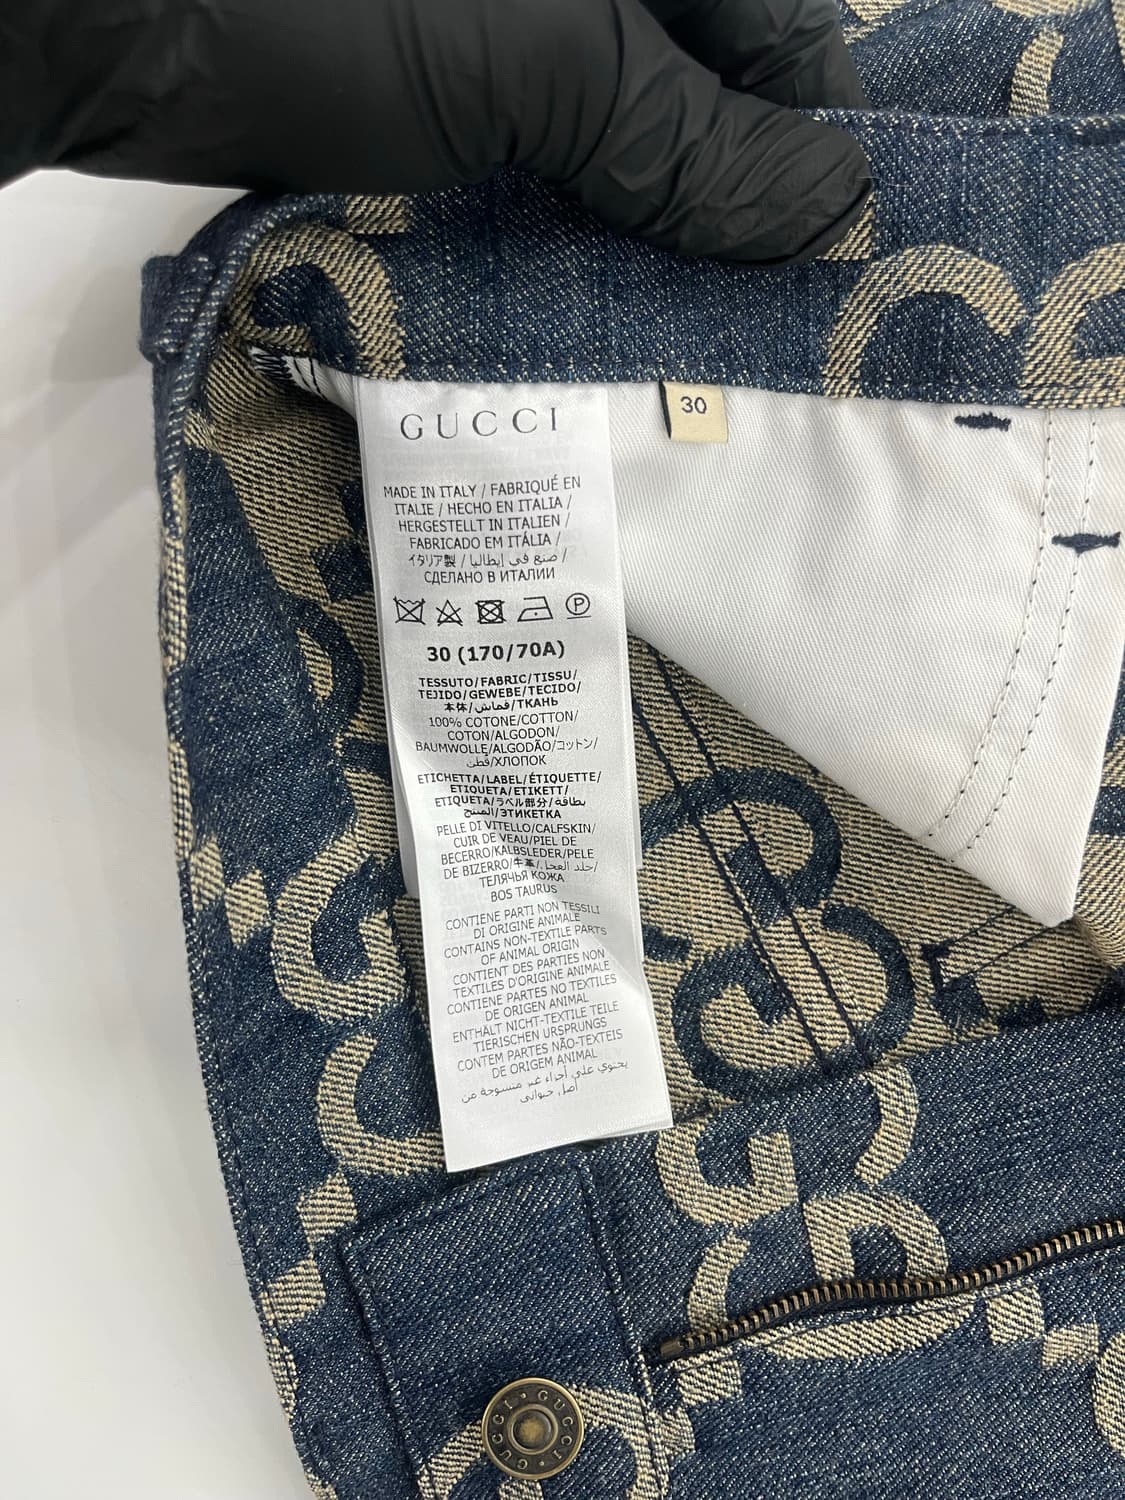 GUCCI
30
MADE IN ITALY / FABRIQUÉ EN
ITALIE / HECHO EN ITALIA /
HERGESTELLT IN ITALIEN /
FABRICADO EM ITÁLIA /
イタリア製 / صنع في إيطاليا /
СДЕЛАНО В ИТАЛИИ
P
30 (170/70A)
TESSUTO/FABRIC/TISSU/
TEJIDO/GEWEBE/TECIDO/
本体/قماش/ТКАНЬ
100% COTONE/COTTON/
COTON/ALGODON/
BAUMWOLLE/ALGODÃO/コットン/
قطن/ХЛОПОК
ETICHETTA/LABEL/ÉTIQUETTE/
ETIQUETA/ETIKETT/
ETIQUETA/ラベル部分/بطاقة/
المنتج/ЭТИКЕТКА
PELLE DI VITELLO/CALFSKIN/
CUIR DE VEAU/PIEL DE
BECERRO/KALBSLEDER/PELE
DE BIZERRO/牛革/جلد العجل/
ТЕЛЯЧЬЯ КОЖА
BOS TAURUS
CONTIENE PARTI NON TESSILI
DI ORIGINE ANIMALE
CONTAINS NON-TEXTILE PARTS
OF ANIMAL ORIGIN
CONTIENT DES PARTIES NON
TEXTILES D'ORIGINE ANIMALE
CONTIENE PARTES NO TEXTILES
DE ORIGEN ANIMAL
ENTHÄLT NICHT-TEXTILE TEILE
TIERISCHEN URSPRUNGS
CONTEM PARTES NÃO-TEXTEIS
DE ORIGEM ANIMAL
يحتوي على أجزاء غير منسوجة من
أصل حيواني
GUCCI · GUCCI